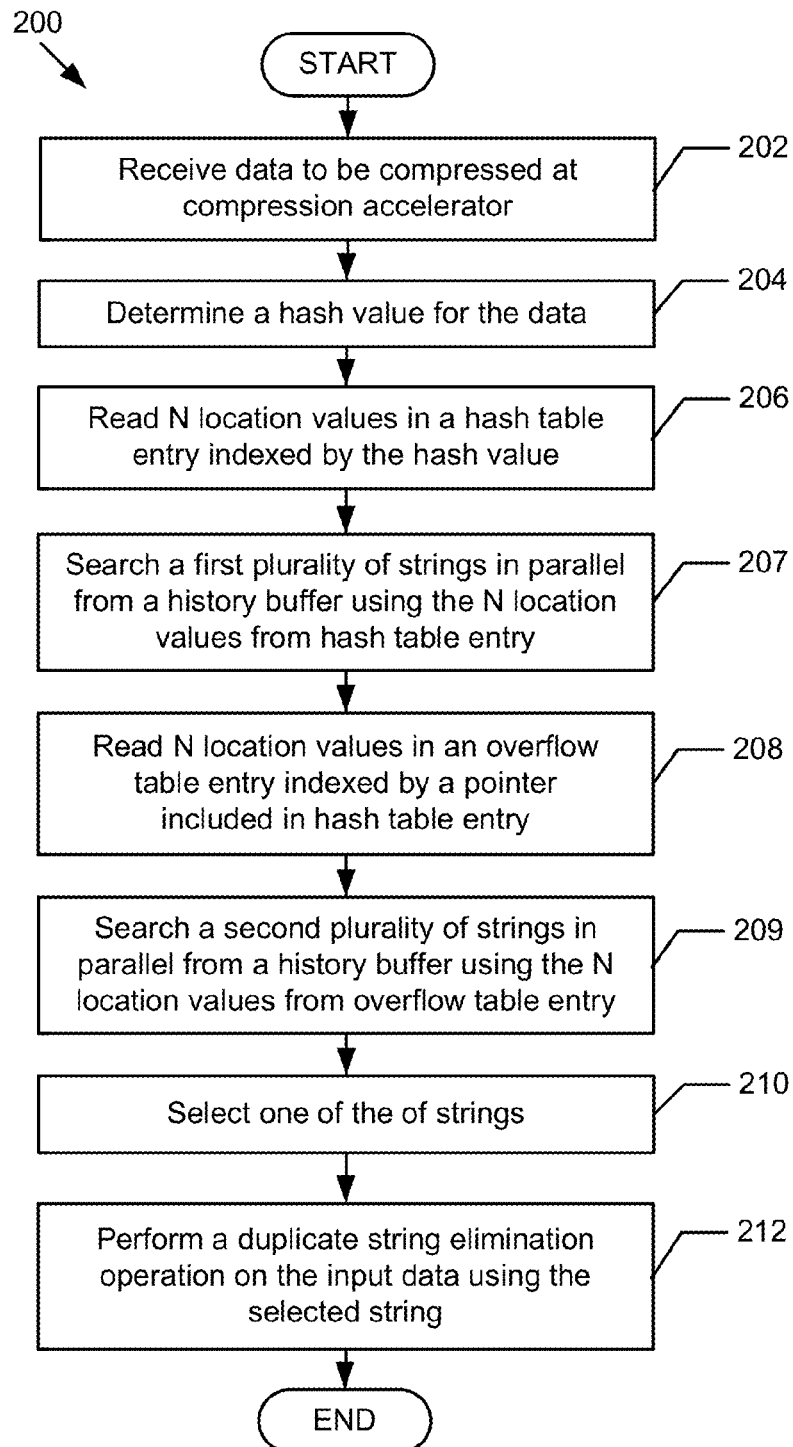 200
START
Receive data to be compressed at
compression accelerator
202
Determine a hash value for the data
204
Read N location values in a hash table
entry indexed by the hash value
206
Search a first plurality of strings in parallel
from a history buffer using the N location
values from hash table entry
207
Read N location values in an overflow
table entry indexed by a pointer
included in hash table entry
208
Search a second plurality of strings in
parallel from a history buffer using the N
location values from overflow table entry
209
Select one of the of strings
210
Perform a duplicate string elimination
operation on the input data using the
selected string
212
END